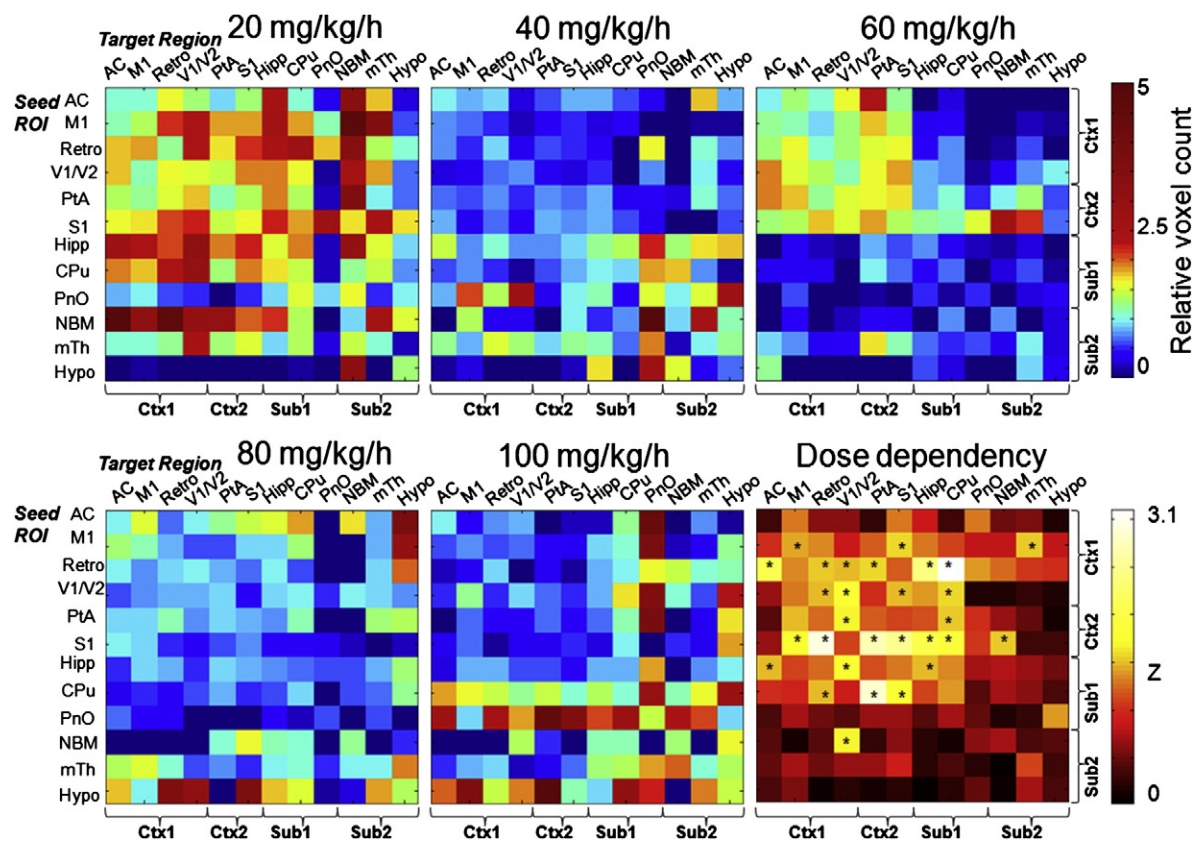 20 mg/kg/h 40 mg/kg/h 60 mg/kg/h
Target Region
AC M1 Retro V1/V2 PtA S1 Hipp CPu PnO NBM mTh Hypo
AC M1 Retro V1/V2 PtA S1 Hipp CPu PnO NBM mTh Hypo
AC M1 Retro V1/V2 PtA S1 Hipp CPu PnO NBM mTh Hypo
Seed ROI
AC
M1
Retro
V1/V2
PtA
S1
Hipp
CPu
PnO
NBM
mTh
Hypo
Ctx1 Ctx2 Sub1 Sub2
Ctx1 Ctx2 Sub1 Sub2
Ctx1 Ctx2 Sub1 Sub2
Ctx1
Ctx2
Sub1
Sub2
5
2.5
0
Relative voxel count
80 mg/kg/h 100 mg/kg/h Dose dependency
Target Region
AC M1 Retro V1/V2 PtA S1 Hipp CPu PnO NBM mTh Hypo
AC M1 Retro V1/V2 PtA S1 Hipp CPu PnO NBM mTh Hypo
AC M1 Retro V1/V2 PtA S1 Hipp CPu PnO NBM mTh Hypo
Seed ROI
AC
M1
Retro
V1/V2
PtA
S1
Hipp
CPu
PnO
NBM
mTh
Hypo
Ctx1 Ctx2 Sub1 Sub2
Ctx1 Ctx2 Sub1 Sub2
Ctx1 Ctx2 Sub1 Sub2
Ctx1
Ctx2
Sub1
Sub2
3.1
Z
0